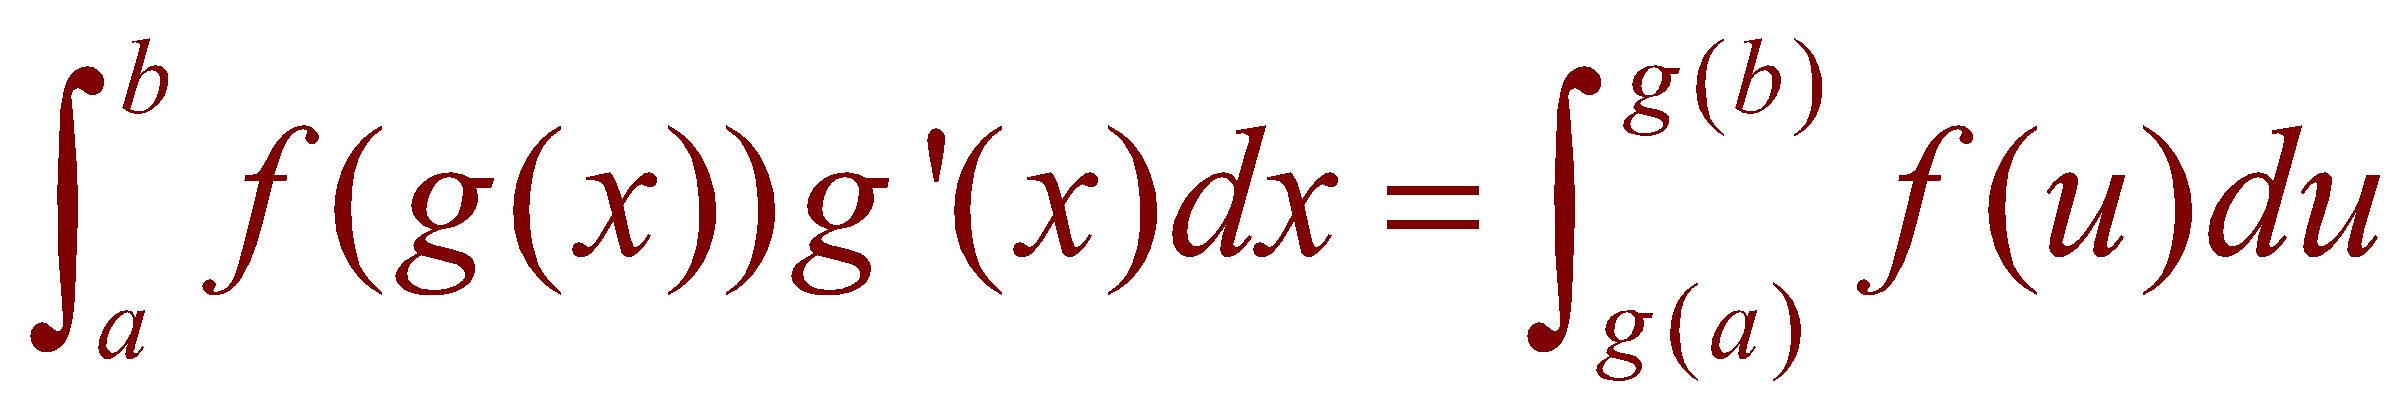 ∫_a^b f(g(x))g'(x)dx = ∫_{g(a)}^{g(b)} f(u)du